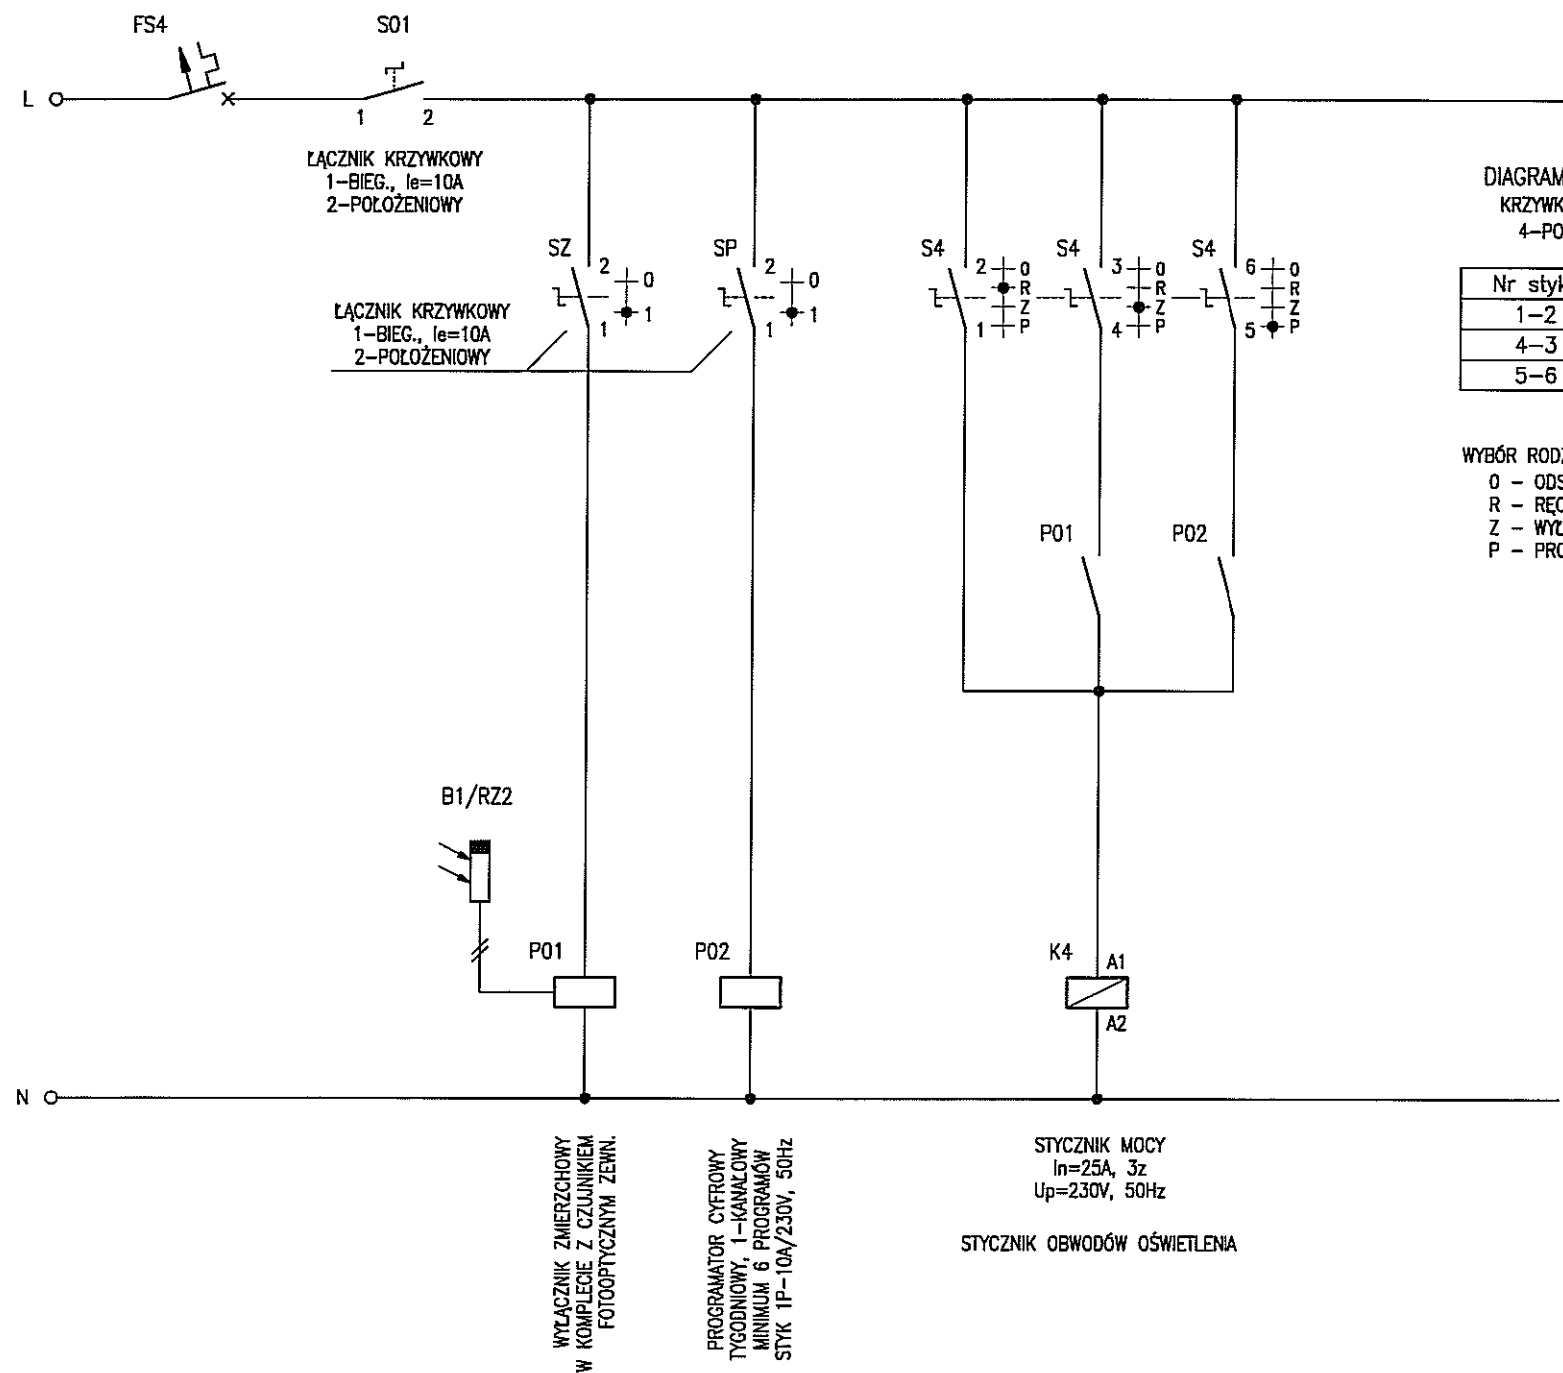 FS4
S01
L
1
2
ŁĄCZNIK KRZYWKOWY
1-BIEG., Ie=10A
2-POŁOŻENIOWY
DIAGRAM
KRZYWK
4-PO
SZ
2
0
1
1
SP
2
0
1
1
S4
2
0
R
Z
P
1
S4
3
0
R
Z
P
4
S4
6
0
R
Z
P
5
Nr styk
1-2
4-3
5-6
ŁĄCZNIK KRZYWKOWY
1-BIEG., Ie=10A
2-POŁOŻENIOWY
WYBÓR RODZ
0 - ODS
R - RĘC
Z - WYŁ
P - PRO
P01
P02
B1/RZ2
P01
P02
K4
A1
A2
N
WYŁĄCZNIK ZMIERZCHOWY
W KOMPLECIE Z CZUJNIKIEM
FOTOOPTYCZNYM ZEWN.
PROGRAMATOR CYFROWY
TYGODNIOWY, 1-KANAŁOWY
MINIMUM 6 PROGRAMÓW
STYK 1P-10A/230V, 50Hz
STYCZNIK MOCY
In=25A, 3z
Up=230V, 50Hz
STYCZNIK OBWODÓW OŚWIETLENIA